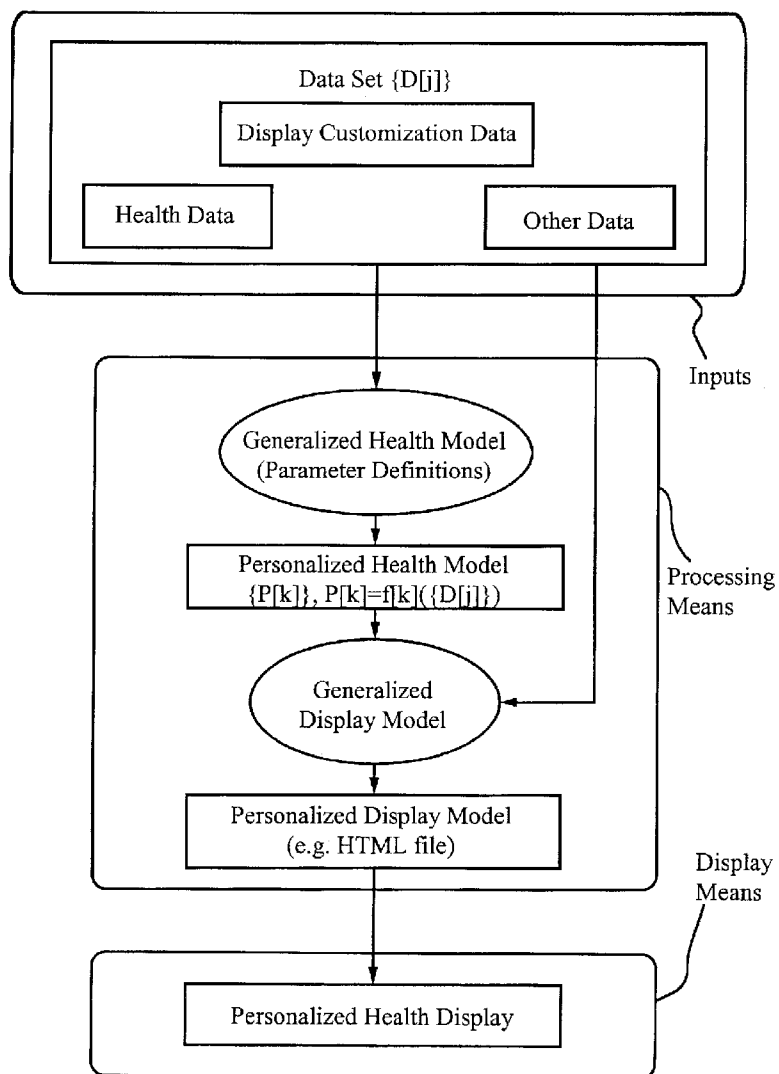 Data Set {D[j]}
Display Customization Data
Health Data
Other Data
Inputs
Generalized Health Model
(Parameter Definitions)
Personalized Health Model
{P[k]}, P[k]=f[k]({D[j]})
Processing
Means
Generalized
Display Model
Personalized Display Model
(e.g. HTML file)
Display
Means
Personalized Health Display